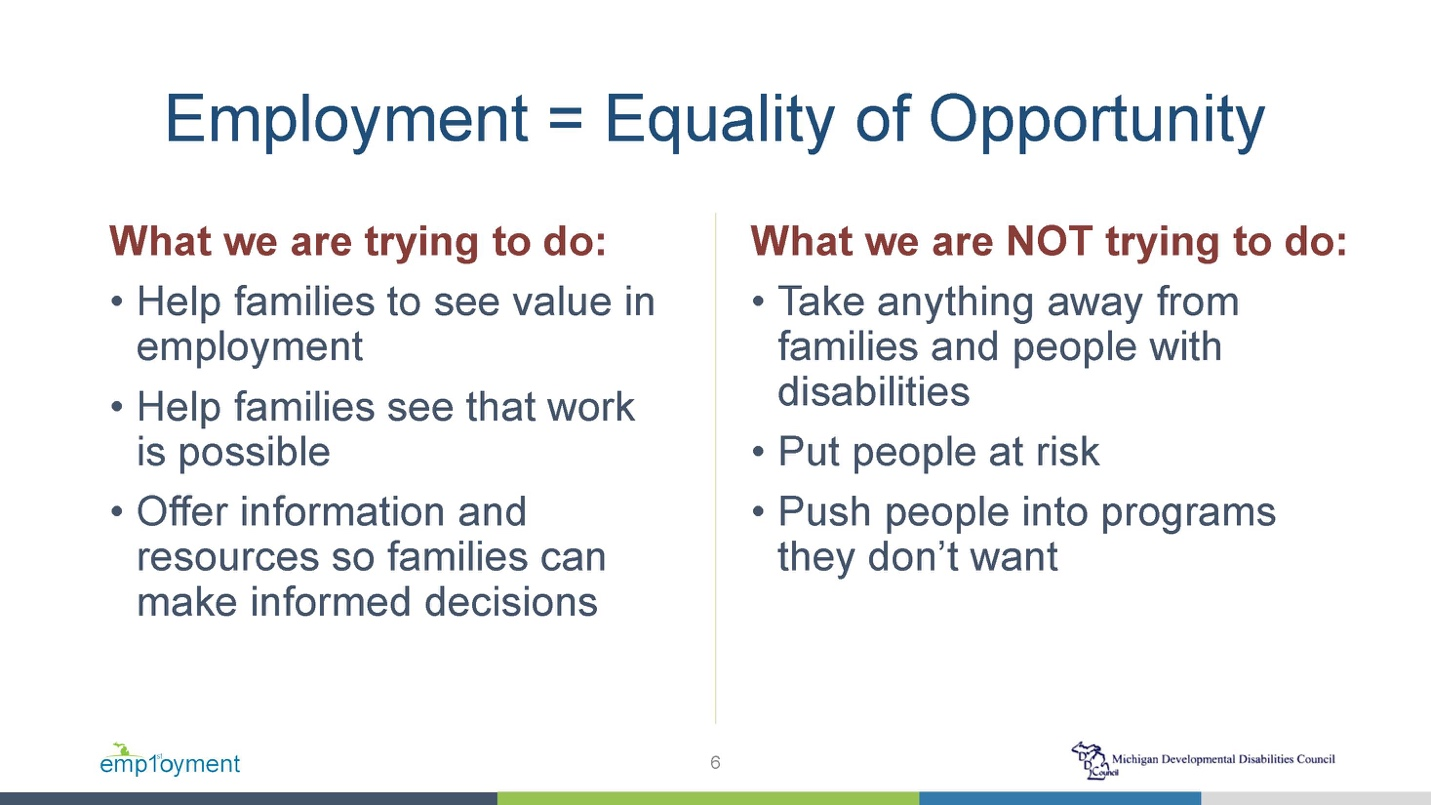 Employment = Equality of Opportunity
What we are trying to do:
• Help families to see value in
employment
• Help families see that work
is possible
• Offer information and
resources so families can
make informed decisions
What we are NOT trying to do:
• Take anything away from
families and people with
disabilities
• Put people at risk
• Push people into programs
they don’t want
emp1stoyment
6
DD Council
Michigan Developmental Disabilities Council